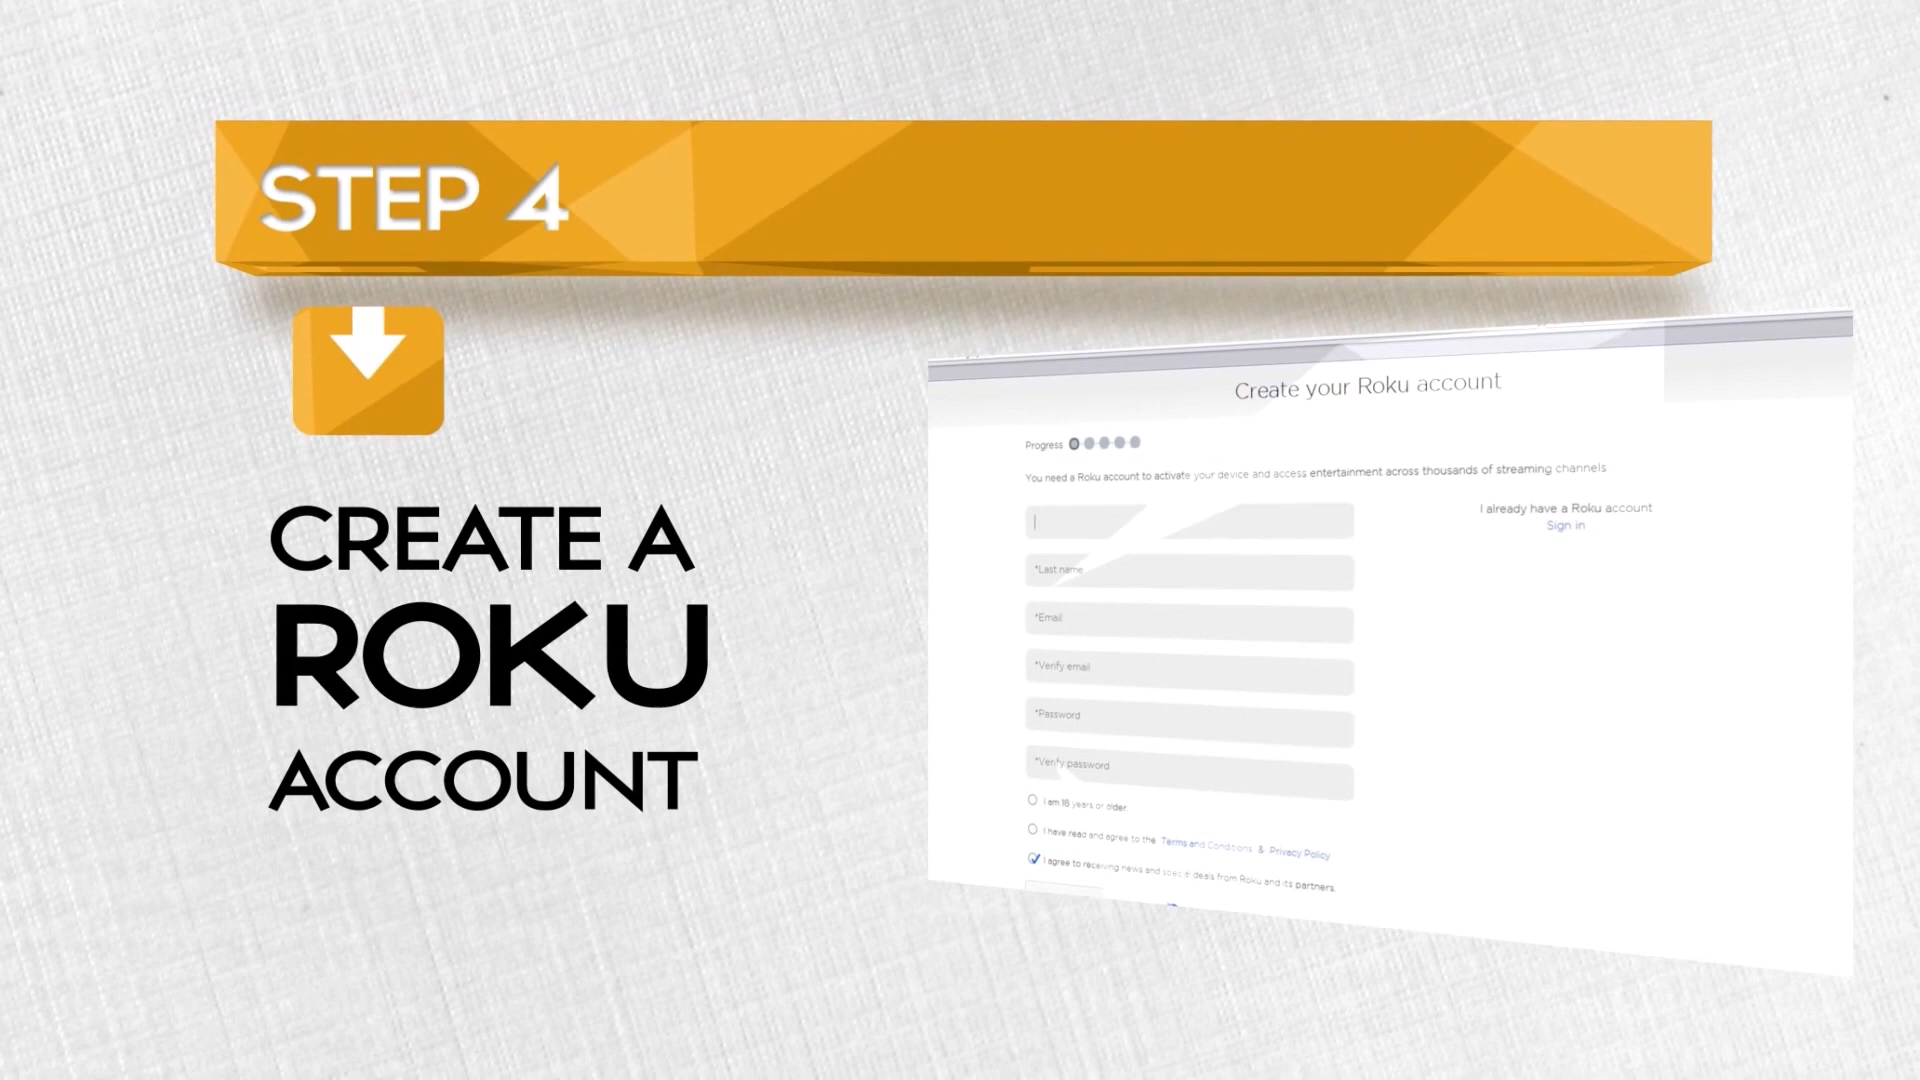 STEP 4
CREATE A
ROKU
ACCOUNT
Create your Roku account
Progress
You need a Roku account to activate your device and access entertainment across thousands of streaming channels
I already have a Roku account
Sign in
*Last name
*Email
*Verify email
*Password
*Verify password
I am 18 years or older.
I have read and agree to the Terms and Conditions & Privacy Policy
I agree to receiving news and special deals from Roku and its partners.